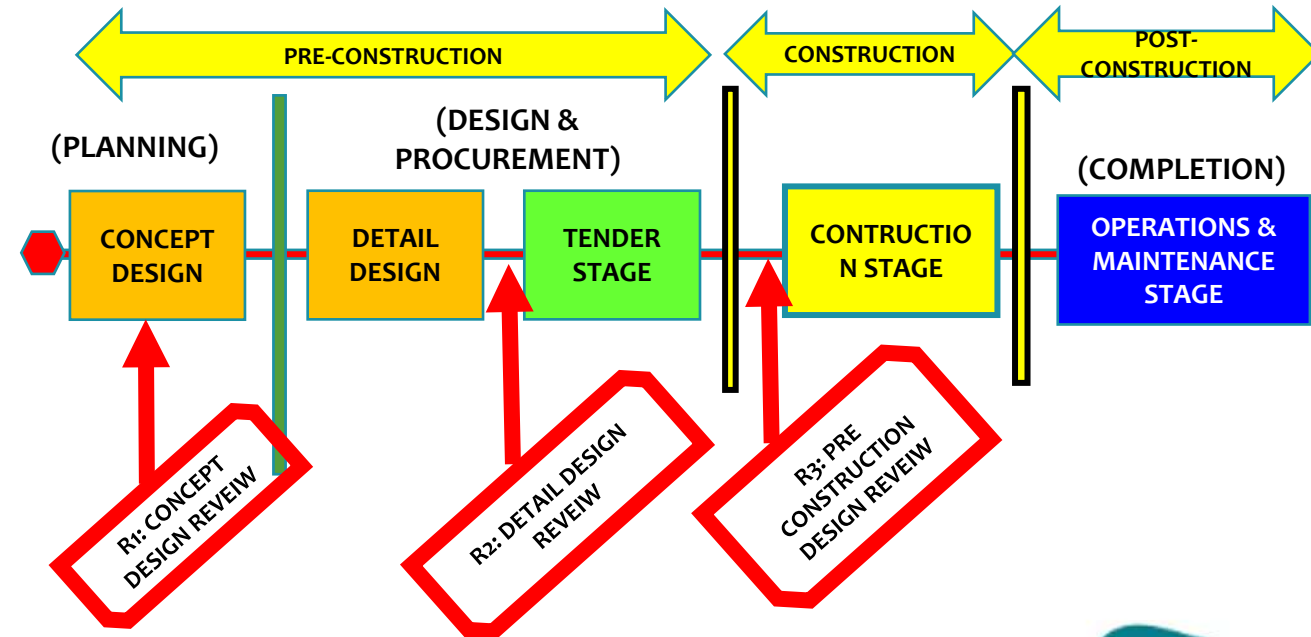 PRE-CONSTRUCTION
CONSTRUCTION
POST-
CONSTRUCTION
(PLANNING)
(DESIGN &
PROCUREMENT)
(COMPLETION)
CONCEPT
DESIGN
DETAIL
DESIGN
TENDER
STAGE
CONTRUCTIO
N STAGE
OPERATIONS &
MAINTENANCE
STAGE
R1: CONCEPT
DESIGN REVEIW
R2: DETAIL DESIGN
REVEIW
R3: PRE
CONSTRUCTION
DESIGN REVEIW